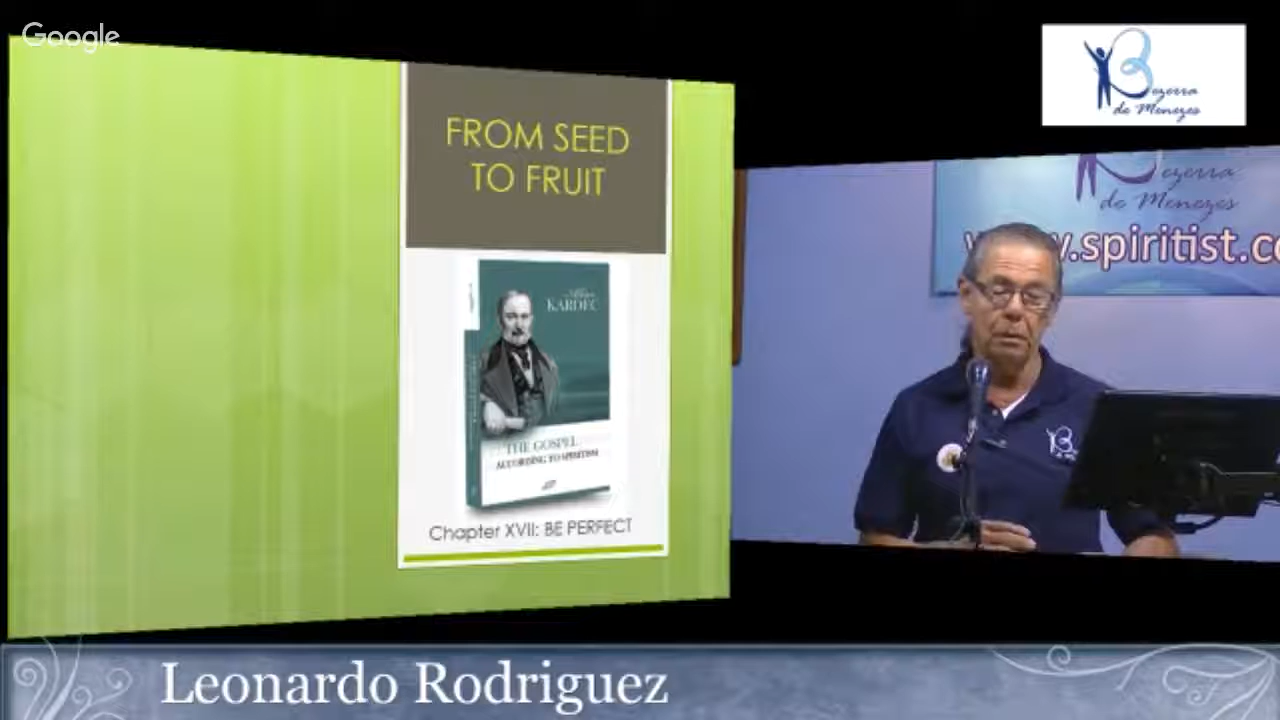 Google
Bezerra
de Menezes
FROM SEED
TO FRUIT
KARDEC
THE GOSPEL
ACCORDING TO SPIRITISM
Chapter XVII: BE PERFECT
ezerra
de Menezes
.spiritist.c
Leonardo Rodriguez